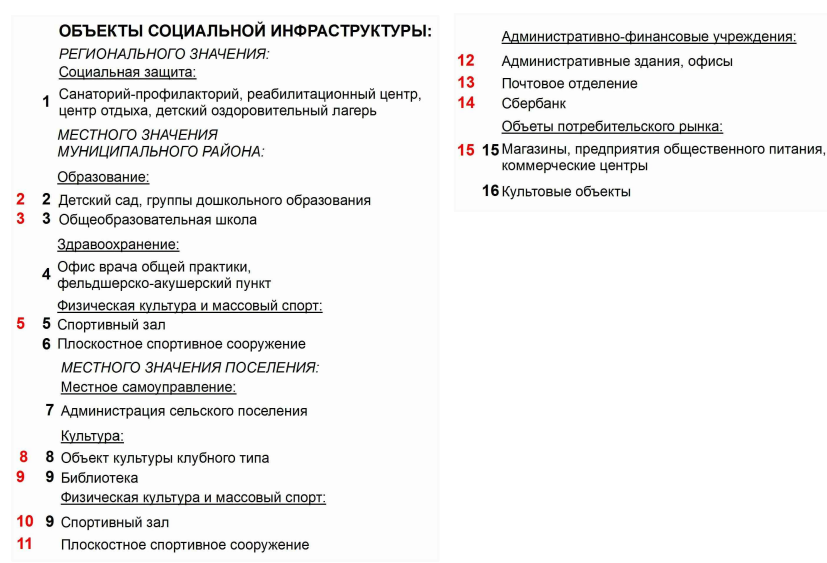 ОБЪЕКТЫ СОЦИАЛЬНОЙ ИНФРАСТРУКТУРЫ:
РЕГИОНАЛЬНОГО ЗНАЧЕНИЯ:
Социальная защита:
1 Санаторий-профилакторий, реабилитационный центр,
центр отдыха, детский оздоровительный лагерь
МЕСТНОГО ЗНАЧЕНИЯ
МУНИЦИПАЛЬНОГО РАЙОНА:
Образование:
2 2 Детский сад, группы дошкольного образования
3 3 Общеобразовательная школа
Здравоохранение:
4 Офис врача общей практики,
фельдшерско-акушерский пункт
Физическая культура и массовый спорт:
5 5 Спортивный зал
6 Плоскостное спортивное сооружение
МЕСТНОГО ЗНАЧЕНИЯ ПОСЕЛЕНИЯ:
Местное самоуправление:
7 Администрация сельского поселения
Культура:
8 8 Объект культуры клубного типа
9 9 Библиотека
Физическая культура и массовый спорт:
10 9 Спортивный зал
11 Плоскостное спортивное сооружение
Административно-финансовые учреждения:
12 Административные здания, офисы
13 Почтовое отделение
14 Сбербанк
Объеты потребительского рынка:
15 15 Магазины, предприятия общественного питания,
коммерческие центры
16 Культовые объекты